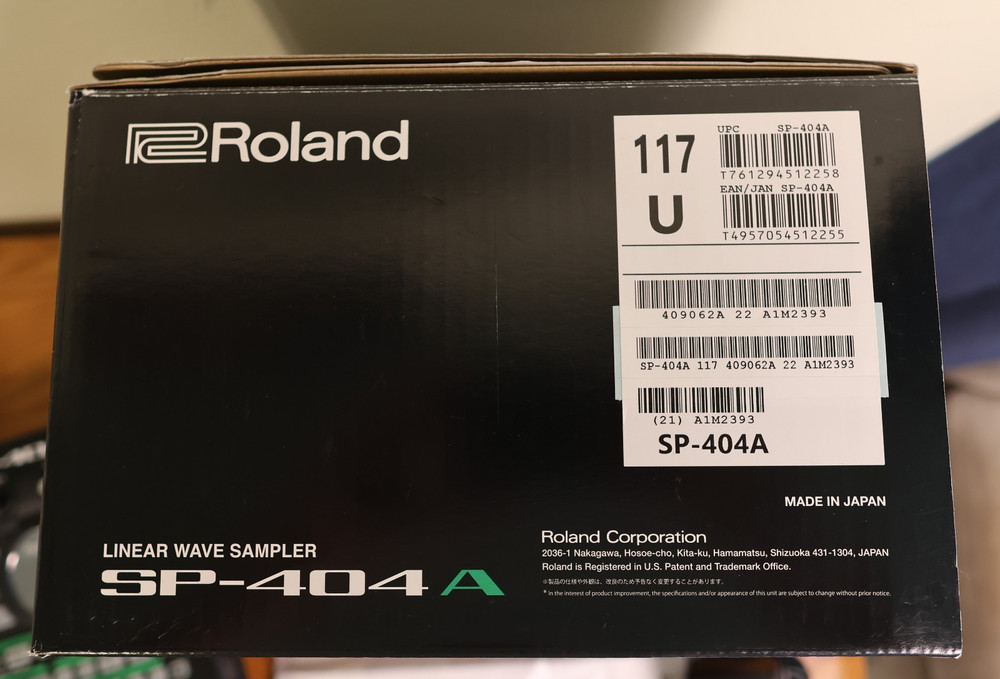 Roland
117
U
UPC SP-404A
T761294512258
EAN/JAN SP-404A
T4957054512255
409062A 22 A1M2393
SP-404A 117 409062A 22 A1M2393
(21) A1M2393
SP-404A
MADE IN JAPAN
LINEAR WAVE SAMPLER
SP-404 A
Roland Corporation
2036-1 Nakagawa, Hosoe-cho, Kita-ku, Hamamatsu, Shizuoka 431-1304, JAPAN
Roland is Registered in U.S. Patent and Trademark Office.
※製品の仕様や外観は、改良のため予告なく変更することがあります。
* In the interest of product improvement, the specifications and/or appearance of this unit are subject to change without prior notice.